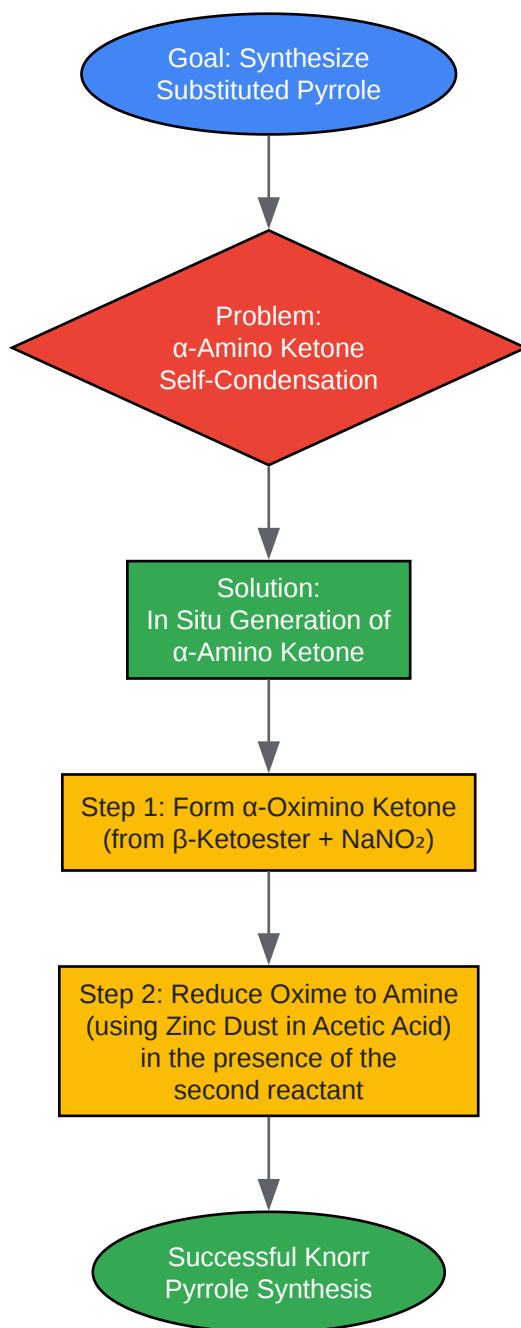 Goal: Synthesize
Substituted Pyrrole
Problem:
α-Amino Ketone
Self-Condensation
Solution:
In Situ Generation of
α-Amino Ketone
Step 1: Form α-Oximino Ketone
(from β-Ketoester + NaNO₂)
Step 2: Reduce Oxime to Amine
(using Zinc Dust in Acetic Acid)
in the presence of the
second reactant
Successful Knorr
Pyrrole Synthesis